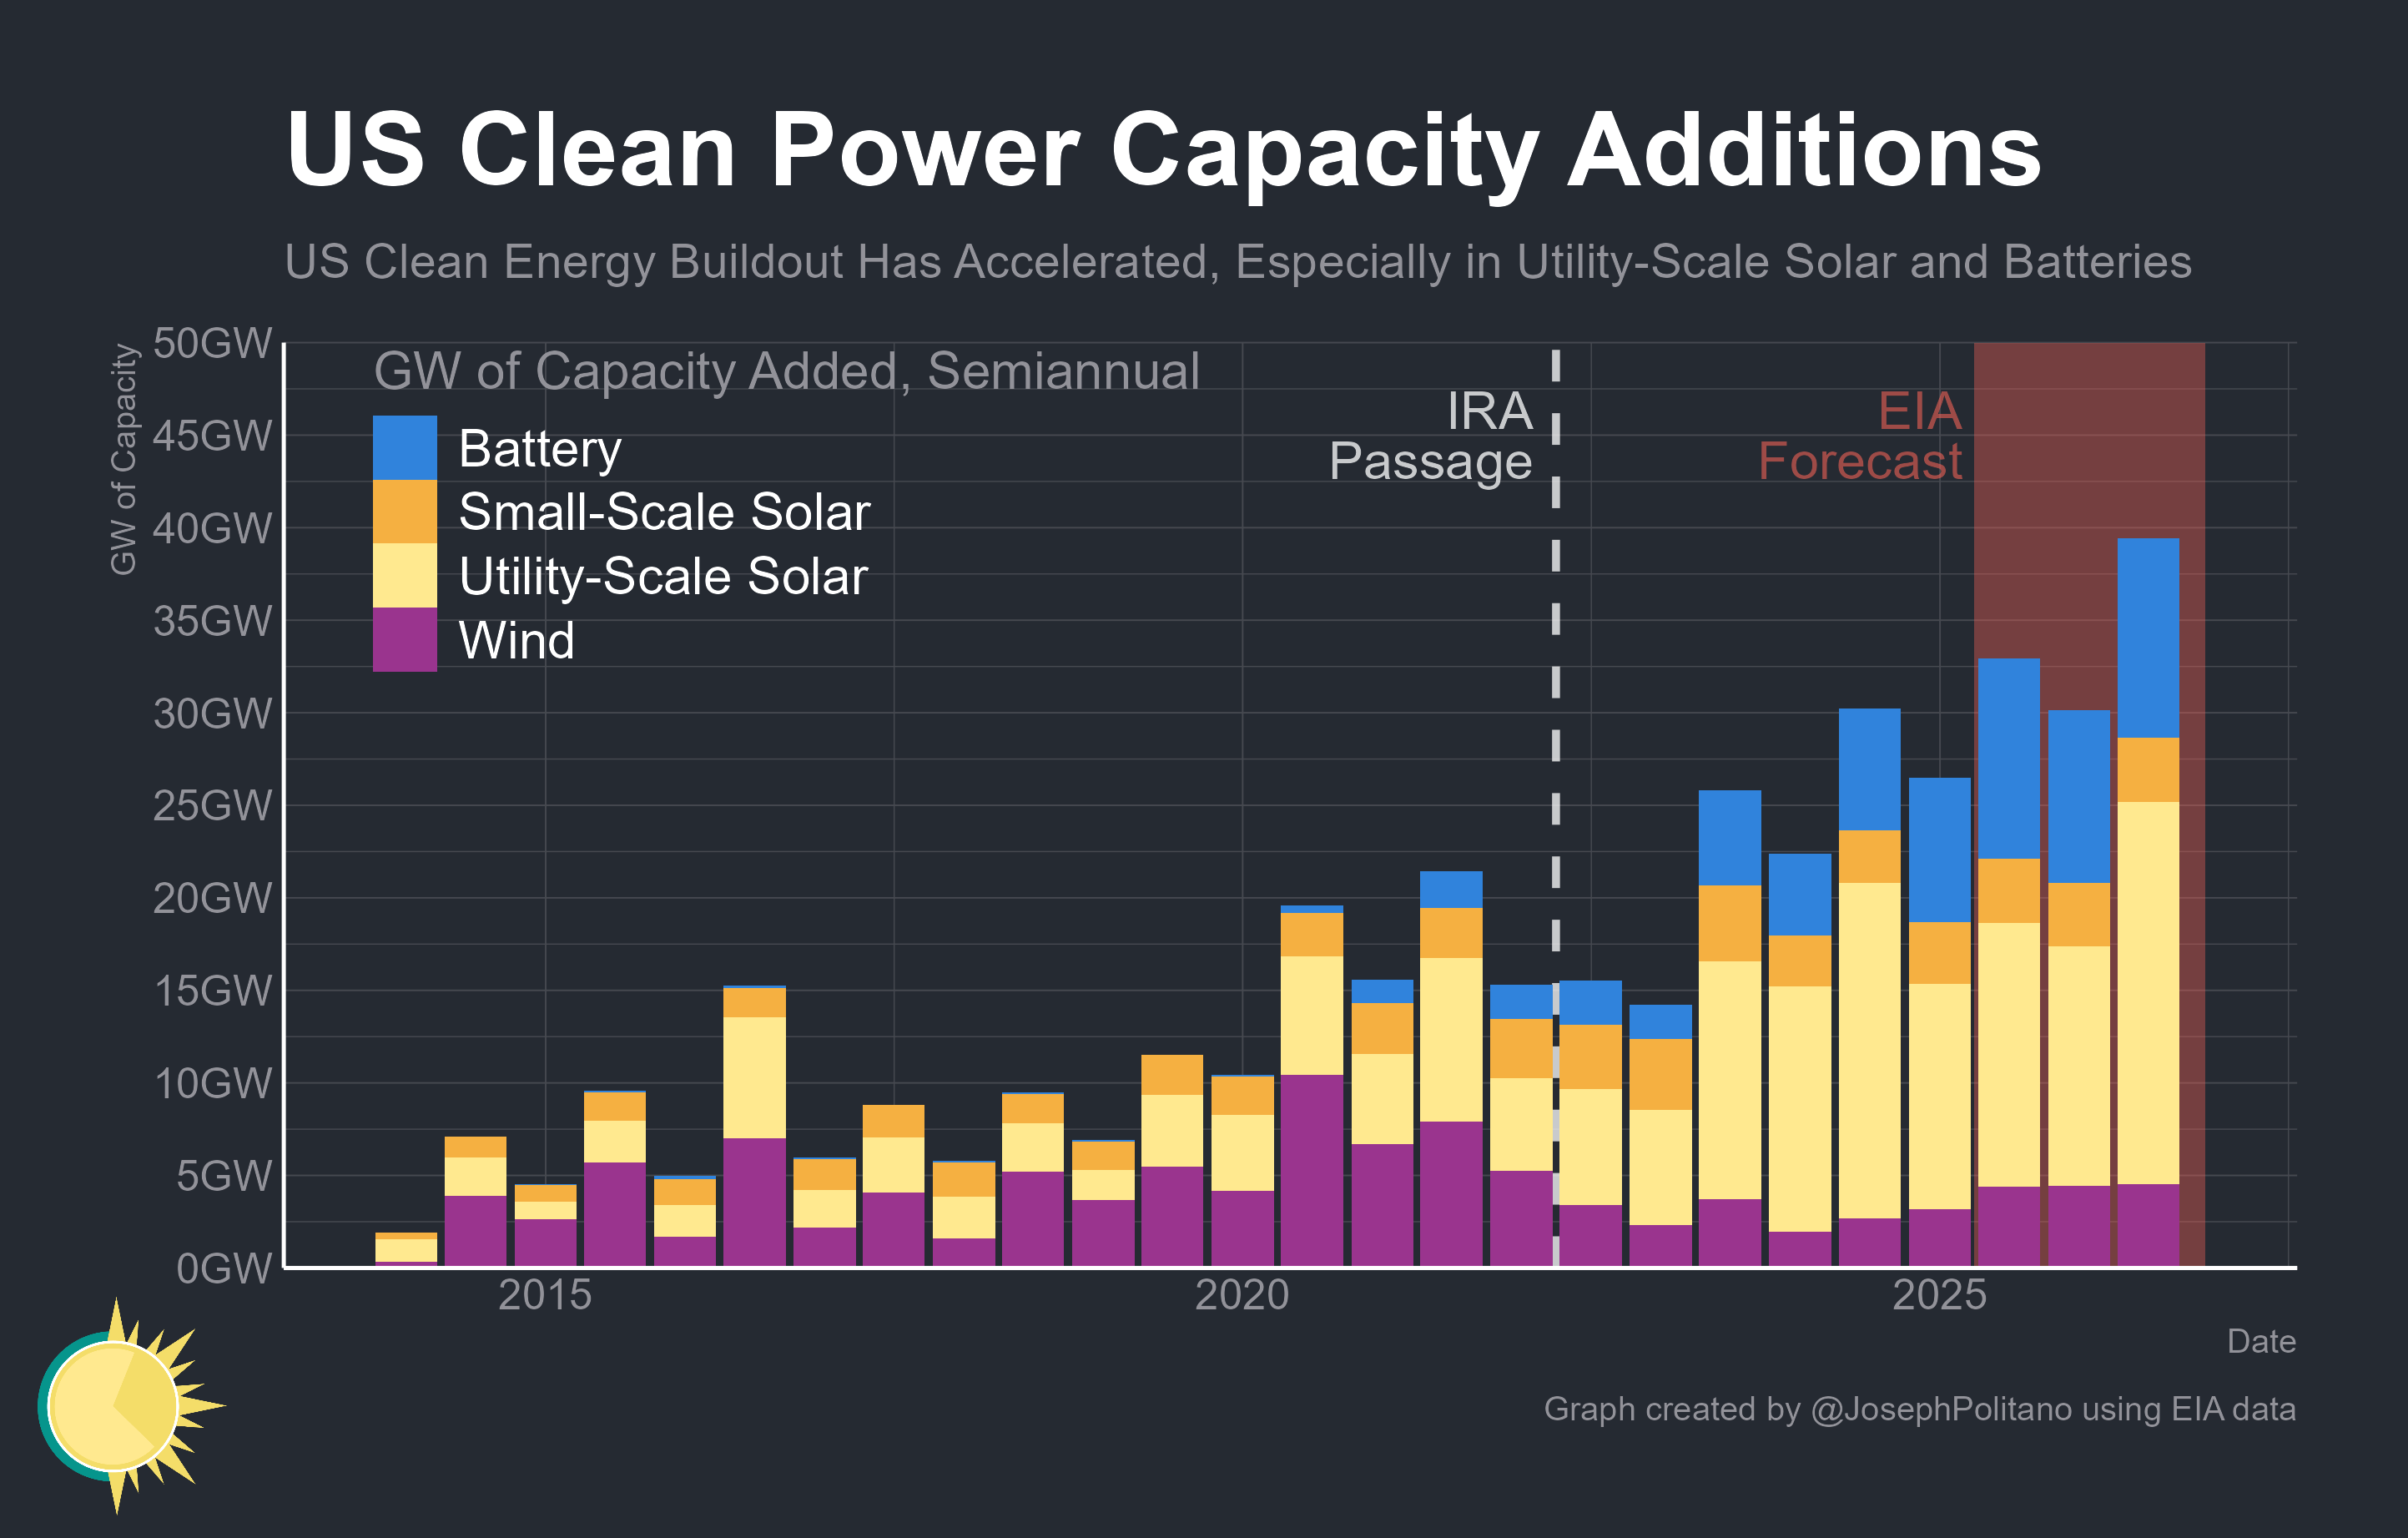 US Clean Power Capacity Additions
US Clean Energy Buildout Has Accelerated, Especially in Utility-Scale Solar and Batteries
GW of Capacity
50GW
45GW
40GW
35GW
30GW
25GW
20GW
15GW
10GW
5GW
0GW
GW of Capacity Added, Semiannual
Battery
Small-Scale Solar
Utility-Scale Solar
Wind
IRA
Passage
EIA
Forecast
2015
2020
2025
Date
Graph created by @JosephPolitano using EIA data